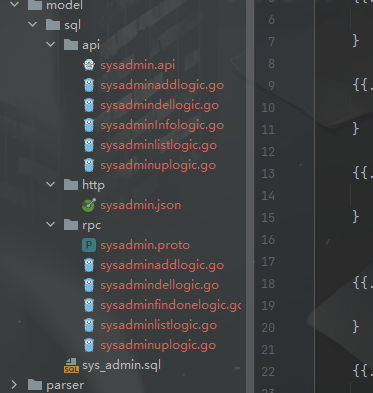 model
sql
api
sysadmin.api
sysadminaddlogic.go
sysadmindellogic.go
sysadminInfologic.go
sysadminlistlogic.go
sysadminuplogic.go
http
sysadmin.json
rpc
sysadmin.proto
sysadminaddlogic.go
sysadmindellogic.go
sysadminfindonelogic.go
sysadminlistlogic.go
sysadminuplogic.go
sys_admin.sql
parser
6
7 }
8
9 {{.
10
11 }
12
13 {{.
14
15 }
16
17
18 {{.
19
20 }
21
22 {{.
23